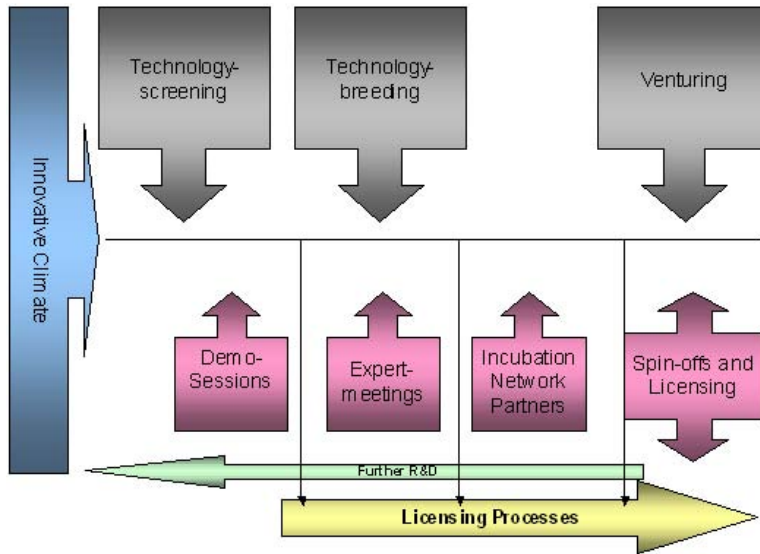 Innovative Climate
Technology-
screening
Technology-
breeding
Venturing
Demo-
Sessions
Expert-
meetings
Incubation
Network
Partners
Spin-offs and
Licensing
Further R&D
Licensing Processes